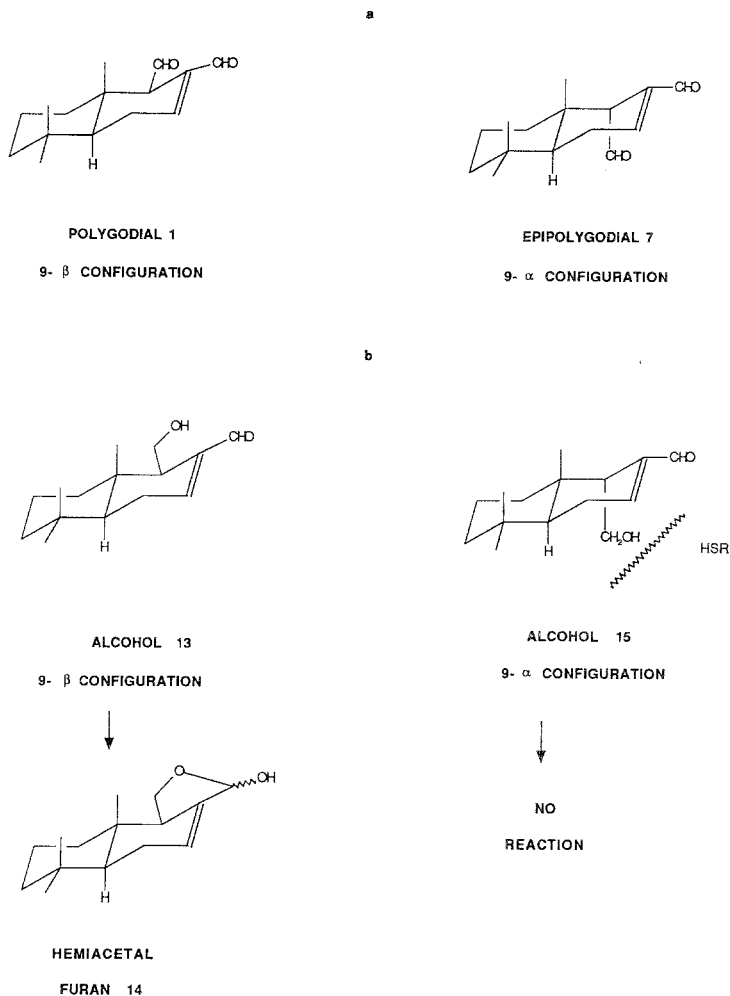 a
CHO CHO
CHO
CHO
H
H
POLYGODIAL 1
EPIPOLYGODIAL 7
9- β CONFIGURATION
9- α CONFIGURATION
b
OH
CHO
CHO
CH2OH
HSR
H
H
ALCOHOL 13
ALCOHOL 15
9- β CONFIGURATION
9- α CONFIGURATION
O
OH
NO
REACTION
H
HEMIACETAL
FURAN 14